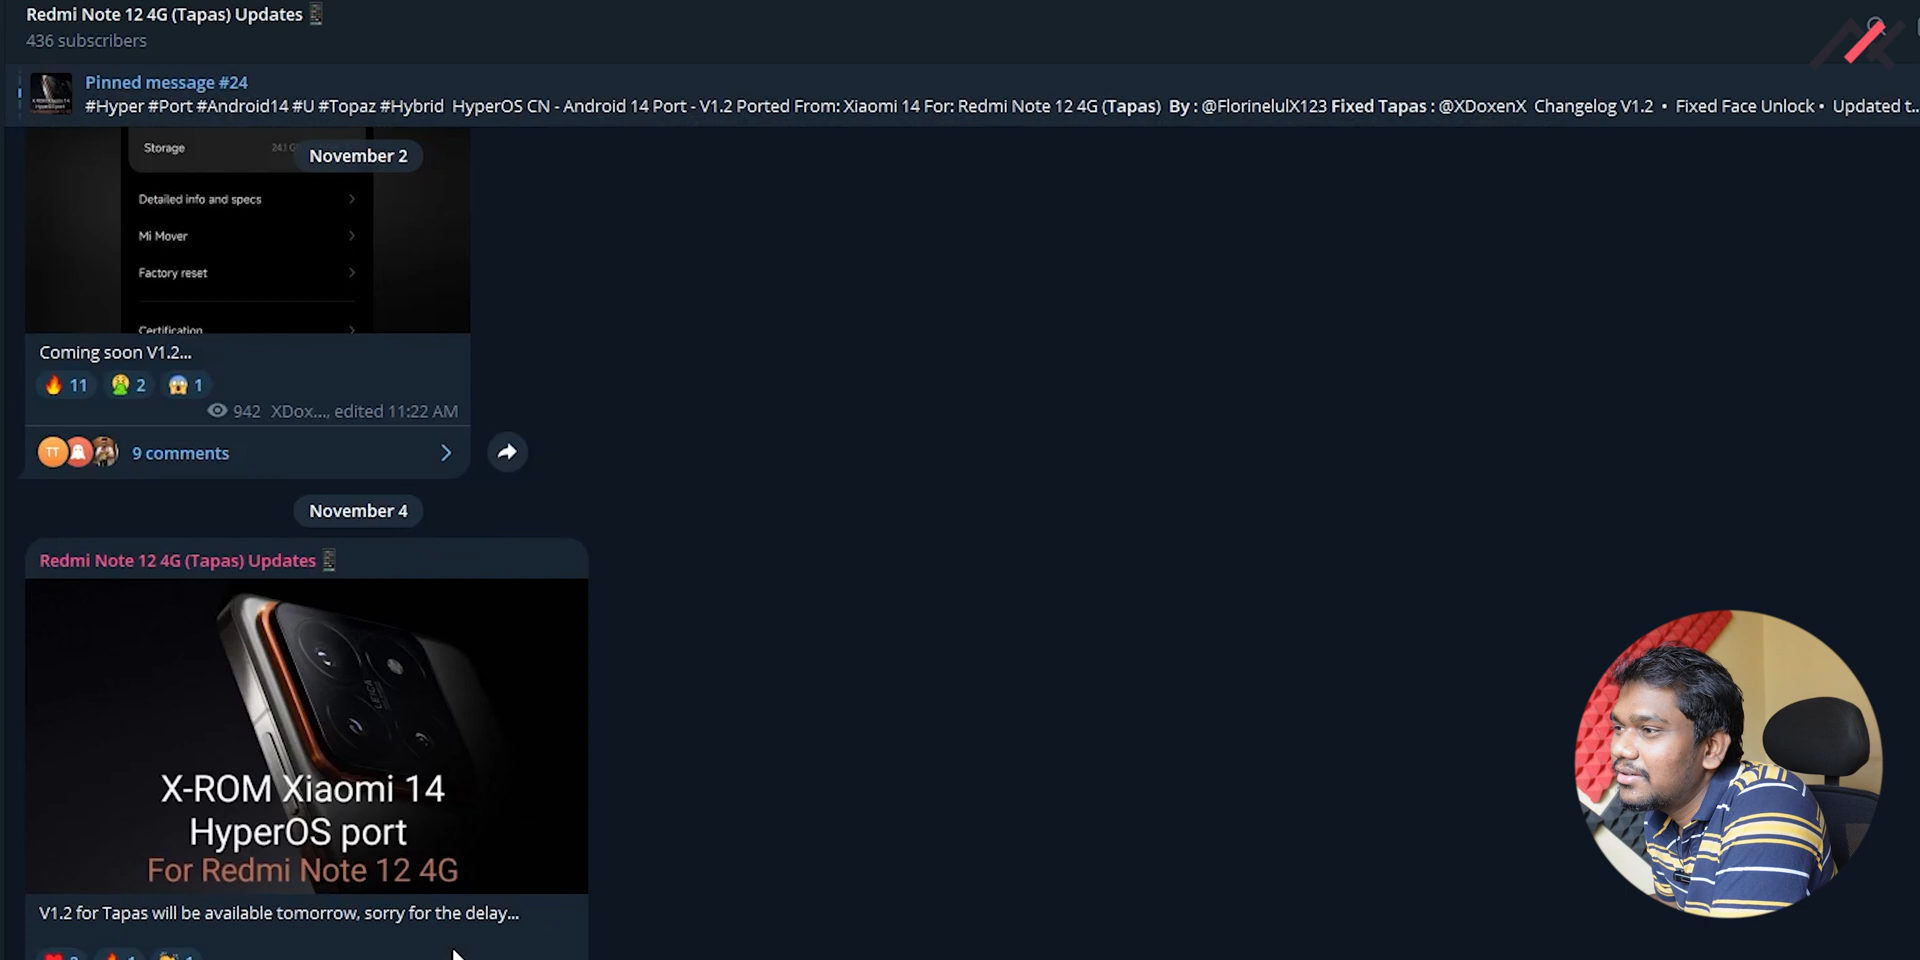 Redmi Note 12 4G (Tapas) Updates
436 subscribers
Pinned message #24
#Hyper #Port #Android14 #U #Topaz #Hybrid HyperOS CN - Android 14 Port - V1.2 Ported From: Xiaomi 14 For: Redmi Note 12 4G (Tapas) By : @FlorinelulX123 Fixed Tapas : @XDoxenX Changelog V1.2 • Fixed Face Unlock • Updated t...
Storage
November 2
Detailed info and specs
Mi Mover
Factory reset
Certification
Coming soon V1.2...
11 2 1
942 XDox..., edited 11:22 AM
TT
9 comments
November 4
Redmi Note 12 4G (Tapas) Updates
LEICA
X-ROM Xiaomi 14
HyperOS port
For Redmi Note 12 4G
V1.2 for Tapas will be available tomorrow, sorry for the delay...